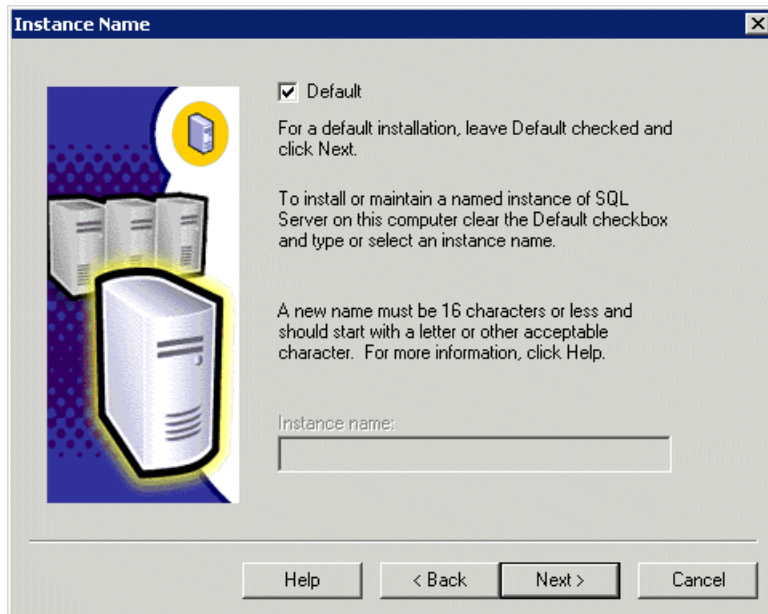 Instance Name
Default
For a default installation, leave Default checked and
click Next.
To install or maintain a named instance of SQL
Server on this computer clear the Default checkbox
and type or select an instance name.
A new name must be 16 characters or less and
should start with a letter or other acceptable
character.  For more information, click Help.
Instance name:
Help
< Back
Next >
Cancel